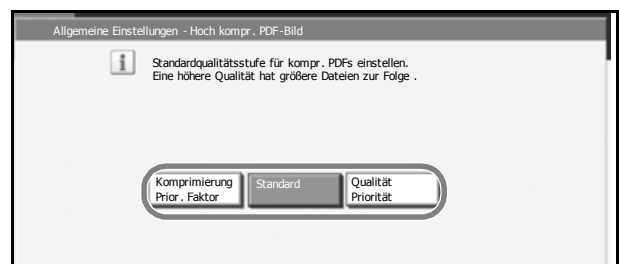 Allgemeine Einstellungen - Hoch kompr. PDF-Bild
Standardqualitätsstufe für kompr. PDFs einstellen.
Eine höhere Qualität hat größere Dateien zur Folge .
Komprimierung
Prior. Faktor
Standard
Qualität
Priorität